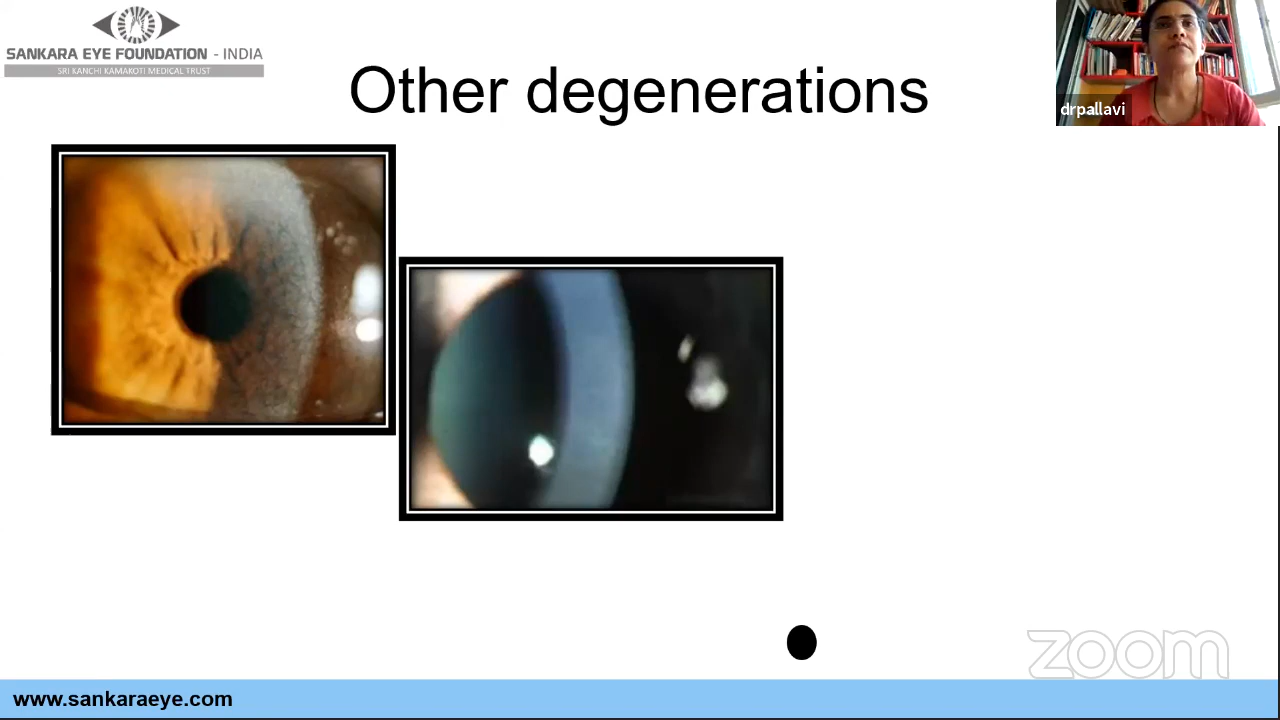 SANKARA EYE FOUNDATION - INDIA
SRI KANCHI KAMAKOTI MEDICAL TRUST
Other degenerations
drpallavi
zoom
www.sankaraeye.com